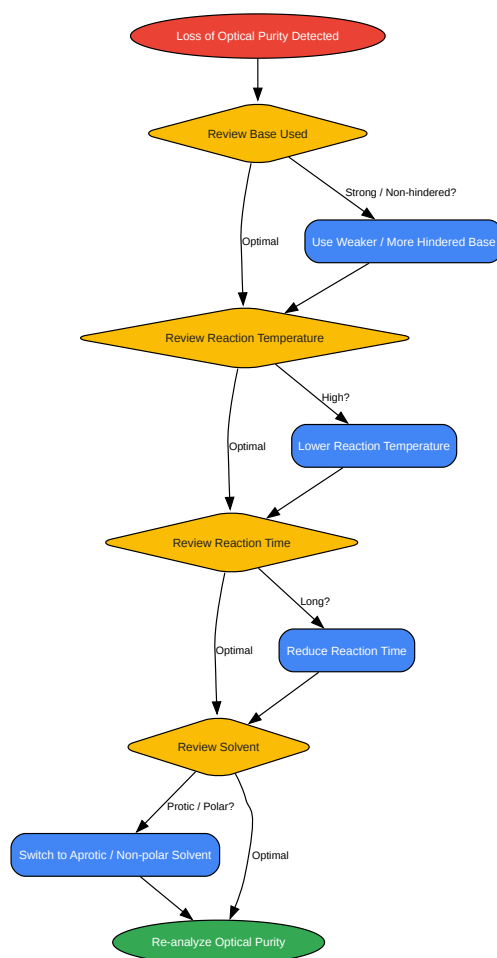 Loss of Optical Purity Detected
Review Base Used
Strong / Non-hindered?
Optimal
Use Weaker / More Hindered Base
Review Reaction Temperature
High?
Optimal
Lower Reaction Temperature
Review Reaction Time
Long?
Optimal
Reduce Reaction Time
Review Solvent
Protic / Polar?
Switch to Aprotic / Non-polar Solvent
Optimal
Re-analyze Optical Purity